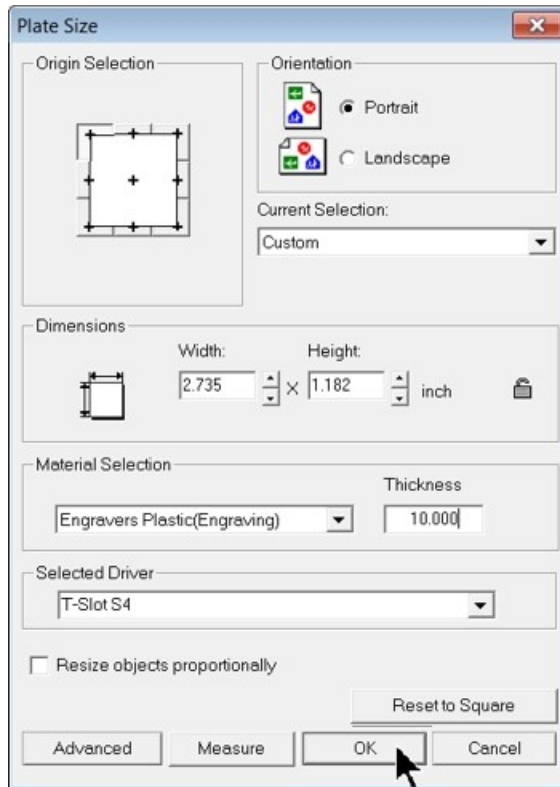 Plate Size
Origin Selection
Orientation
Portrait
Landscape
Current Selection:
Custom
Dimensions
Width:
Height:
2.735 X 1.182 inch
Material Selection
Thickness
Engravers Plastic(Engraving)
10.000
Selected Driver
T-Slot S4
Resize objects proportionally
Reset to Square
Advanced
Measure
OK
Cancel